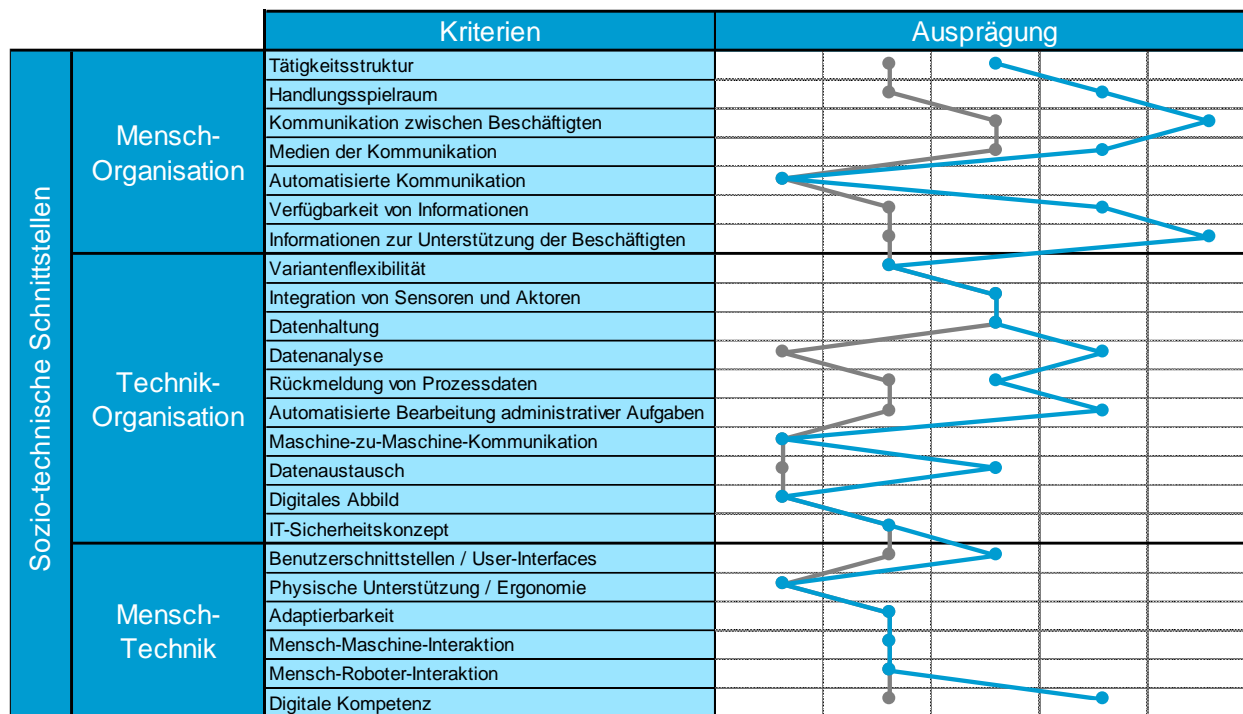 Kriterien
Ausprägung
Sozio-technische Schnittstellen
Mensch-
Organisation
Tätigkeitsstruktur
Handlungsspielraum
Kommunikation zwischen Beschäftigten
Medien der Kommunikation
Automatisierte Kommunikation
Verfügbarkeit von Informationen
Informationen zur Unterstützung der Beschäftigten
Technik-
Organisation
Variantenflexibilität
Integration von Sensoren und Aktoren
Datenhaltung
Datenanalyse
Rückmeldung von Prozessdaten
Automatisierte Bearbeitung administrativer Aufgaben
Maschine-zu-Maschine-Kommunikation
Datenaustausch
Digitales Abbild
IT-Sicherheitskonzept
Mensch-
Technik
Benutzerschnittstellen / User-Interfaces
Physische Unterstützung / Ergonomie
Adaptierbarkeit
Mensch-Maschine-Interaktion
Mensch-Roboter-Interaktion
Digitale Kompetenz